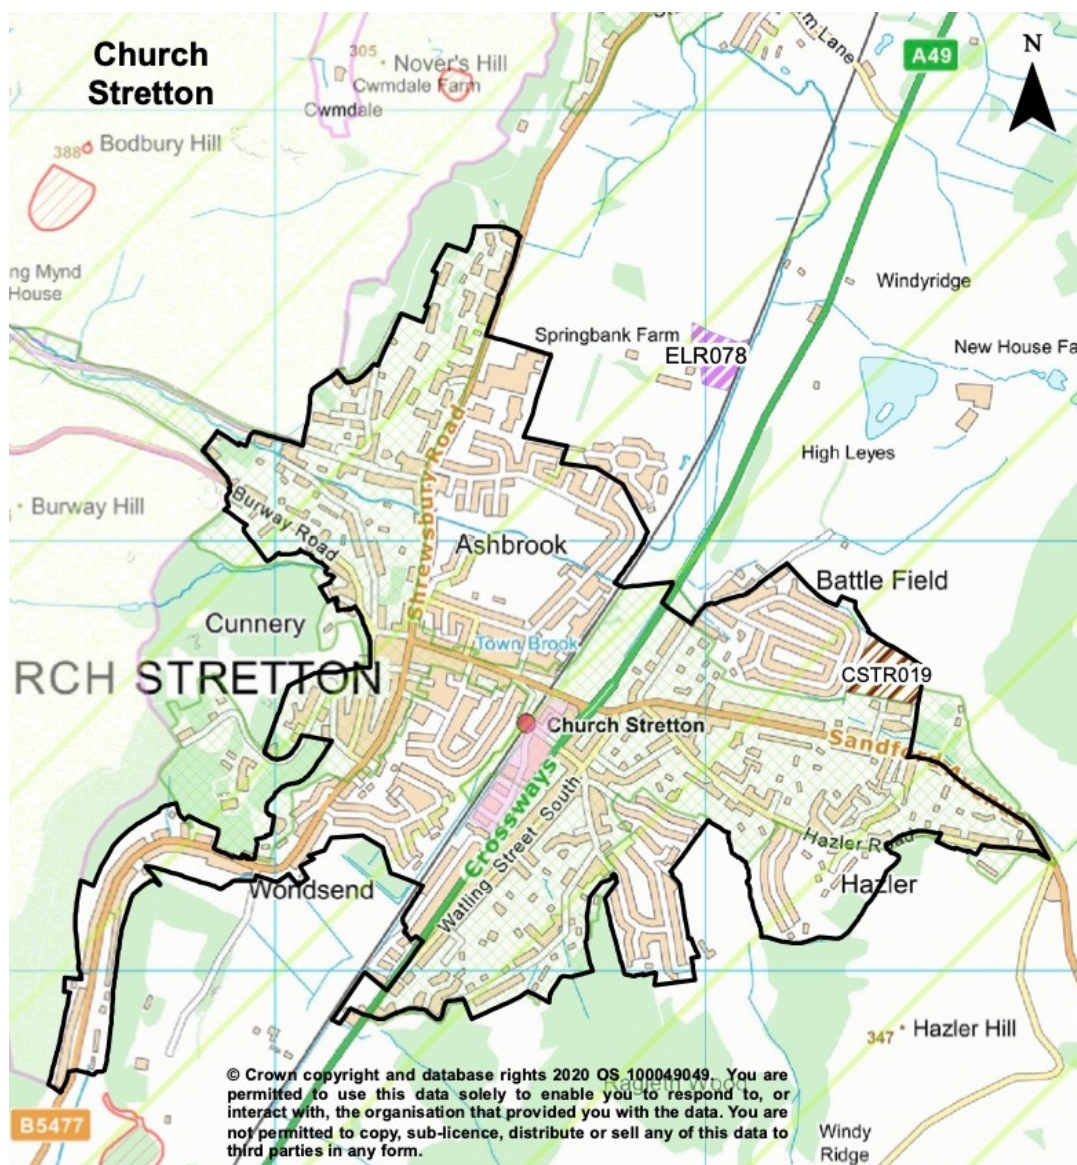 Church
Stretton
N
A49
305
Nover's Hill
Cwmdale Farm
Cwmdale
388
Bodbury Hill
m Lane
ng Mynd
House
Windyridge
Springbank Farm
ELR078
New House Fa
High Leyes
Burway Hill
Burway Road
Shrewsbury Road
Ashbrook
Battle Field
Cunnery
Town Brook
RCH STRETTON
CSTR019
Church Stretton
Crossways
Watling Street South
Hazler Road
Hazler
Wondsend
347
Hazler Hill
Ragleth Wood
B5477
Windy
Ridge
© Crown copyright and database rights 2020 OS 100049049. You are
permitted to use this data solely to enable you to respond to, or
interact with, the organisation that provided you with the data. You are
not permitted to copy, sub-licence, distribute or sell any of this data to
third parties in any form.